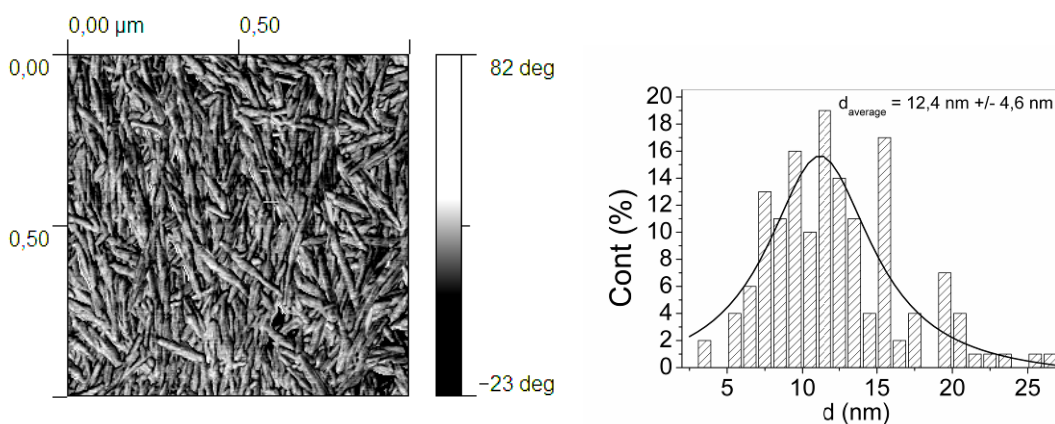 0,00 µm 0,50
0,00
0,50
82 deg
−23 deg
d average = 12,4 nm +/- 4,6 nm
20
18
16
14
12
10
8
6
4
2
0
Cont (%)
5 10 15 20 25
d (nm)